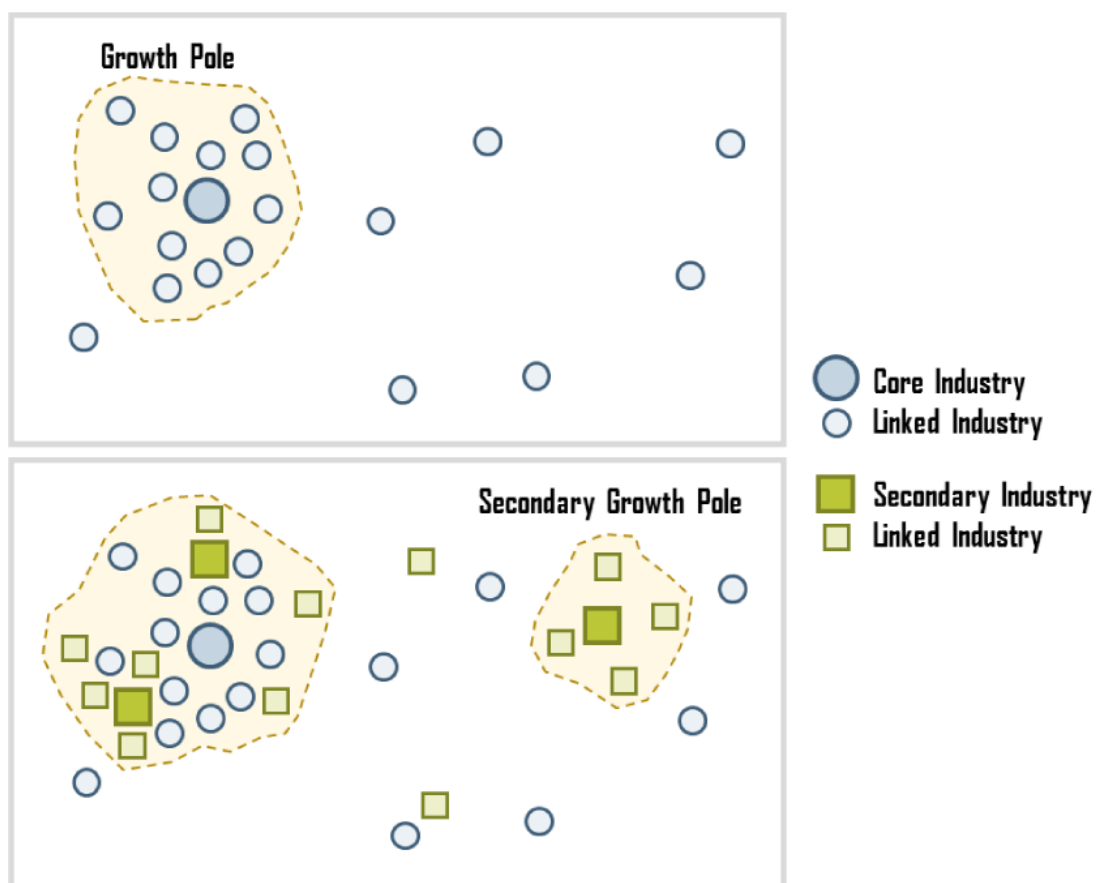 Growth Pole
Core Industry
Linked Industry
Secondary Industry
Linked Industry
Secondary Growth Pole